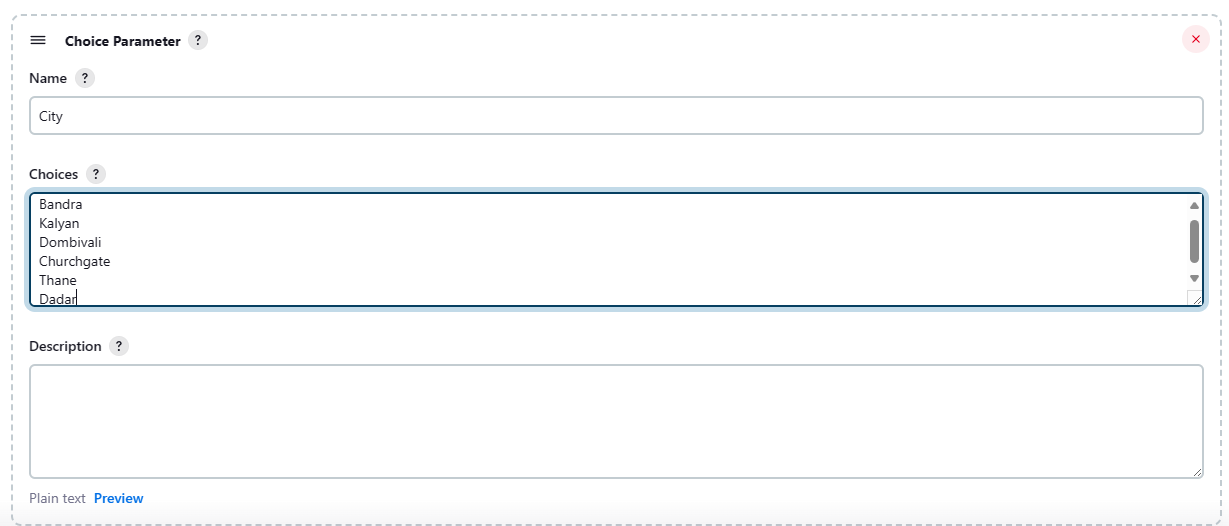 Choice Parameter ?
Name ?
City
Choices ?
Bandra
Kalyan
Dombivali
Churchgate
Thane
Dadar
Description ?
Plain text Preview